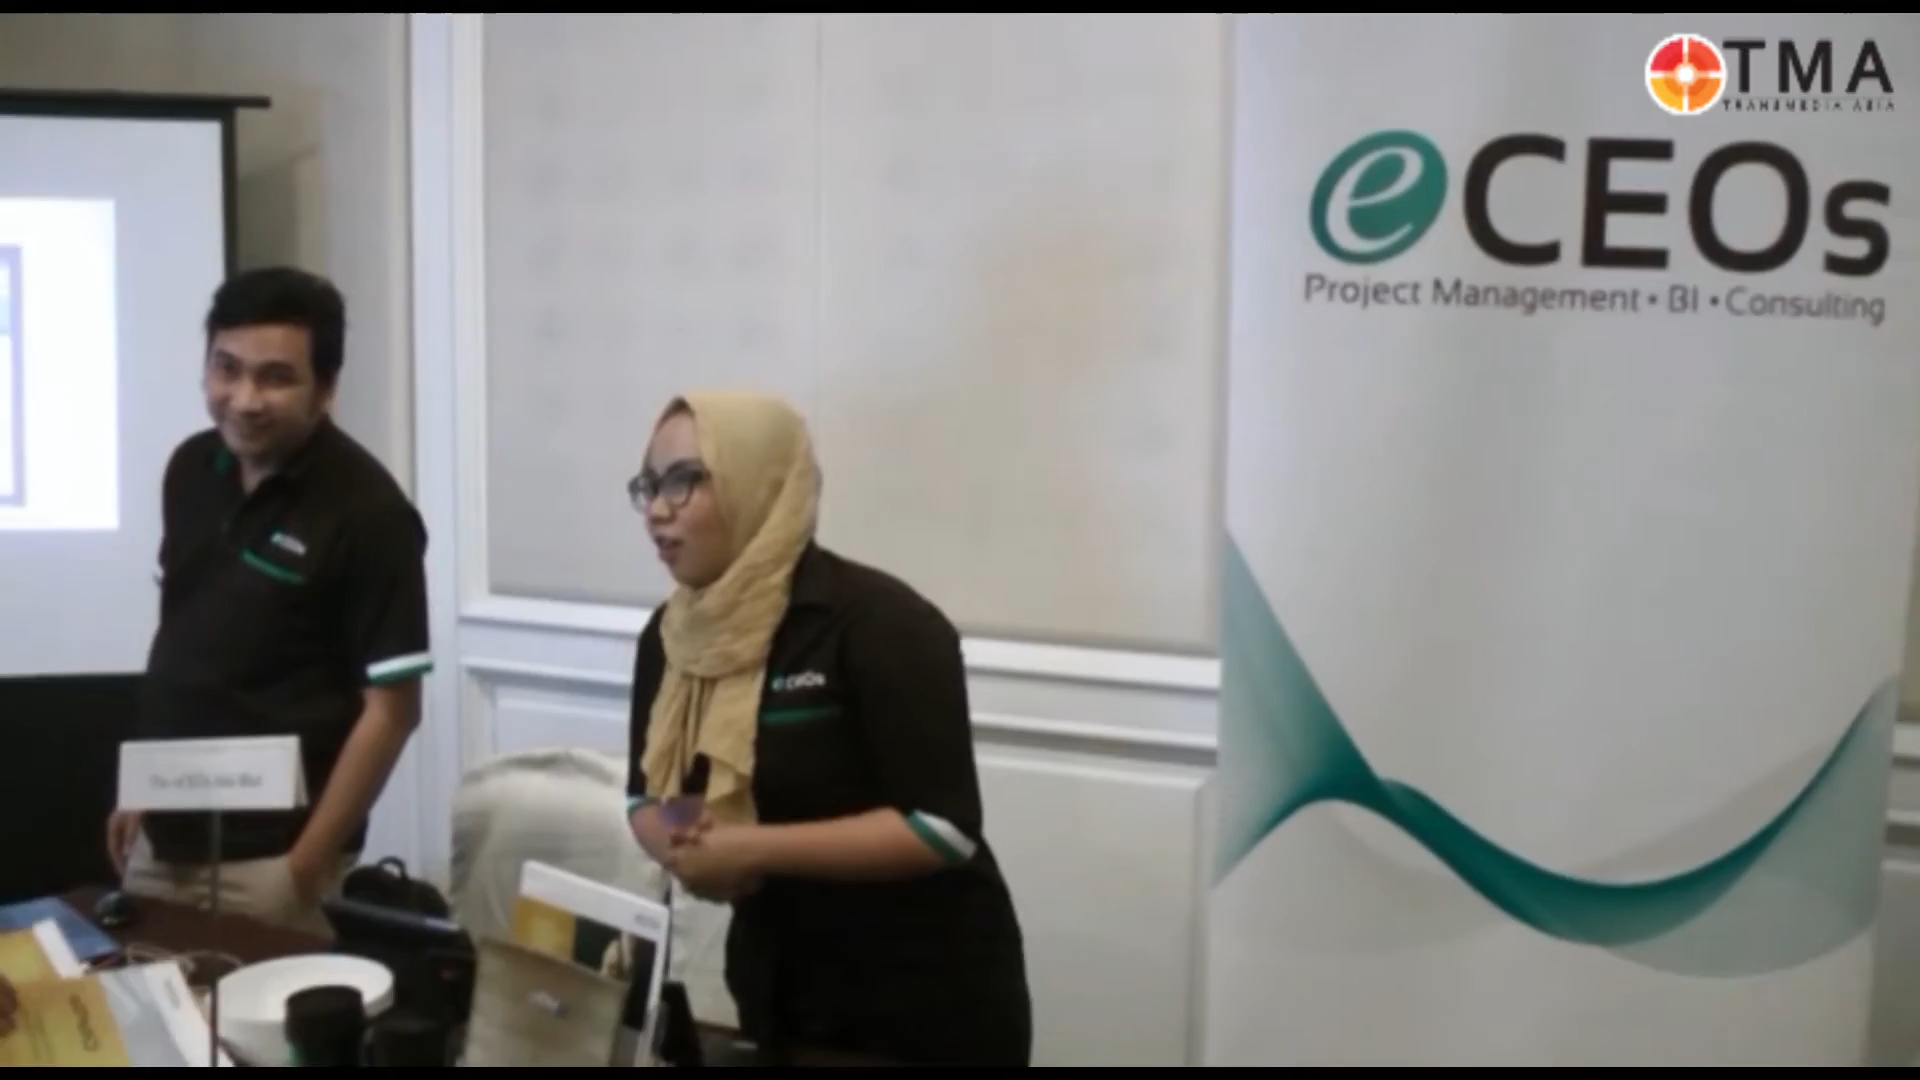 TMA
TRANSMEDIA ASIA
eCEOs
Project Management • BI • Consulting
eCEOs